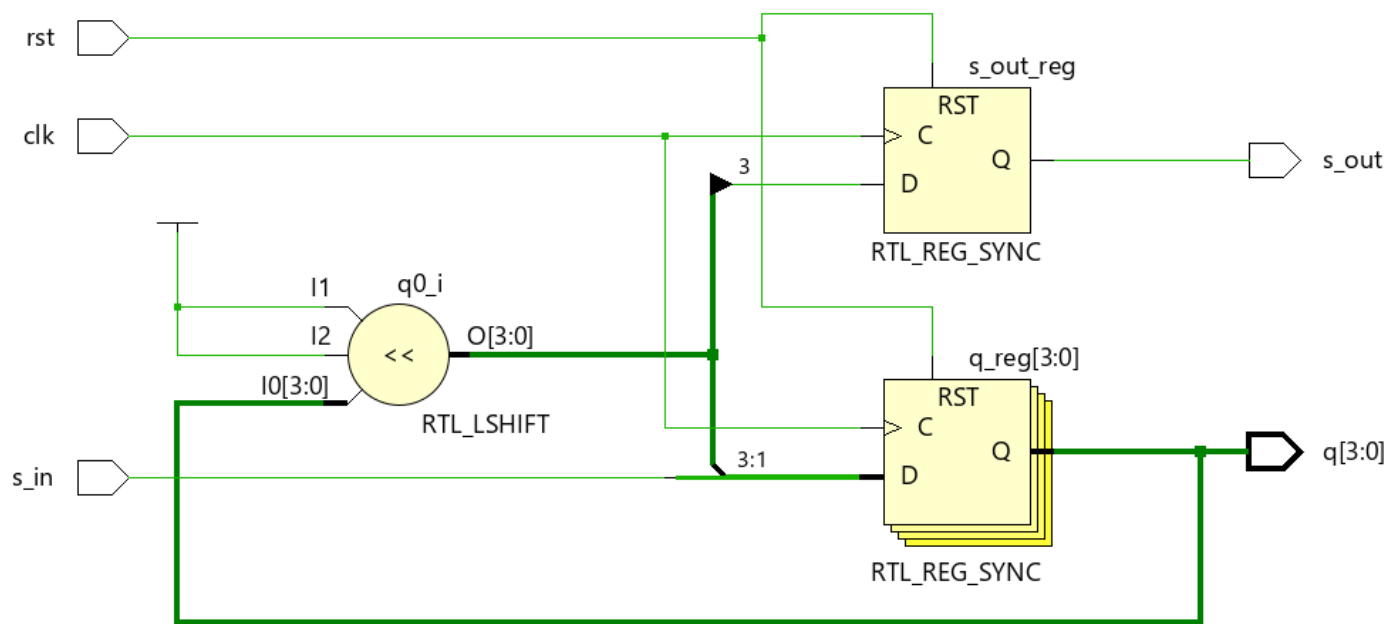 rst
s_out_reg
RST
clk
C
Q
s_out
3
D
RTL_REG_SYNC
I1
q0_i
I2
<<
O[3:0]
q_reg[3:0]
I0[3:0]
RST
RTL_LSHIFT
C
Q
q[3:0]
3:1
s_in
D
RTL_REG_SYNC